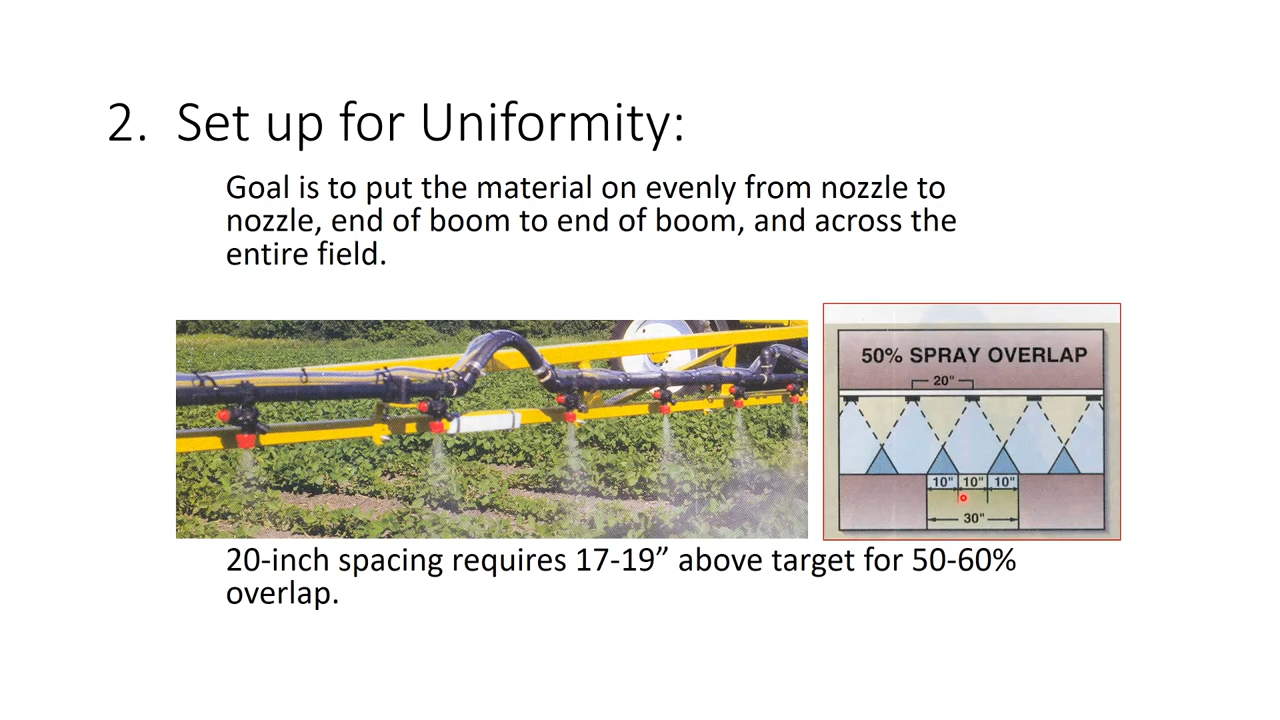 2. Set up for Uniformity:
Goal is to put the material on evenly from nozzle to
nozzle, end of boom to end of boom, and across the
entire field.
50% SPRAY OVERLAP
20"
10" 10" 10"
30"
20-inch spacing requires 17-19” above target for 50-60%
overlap.